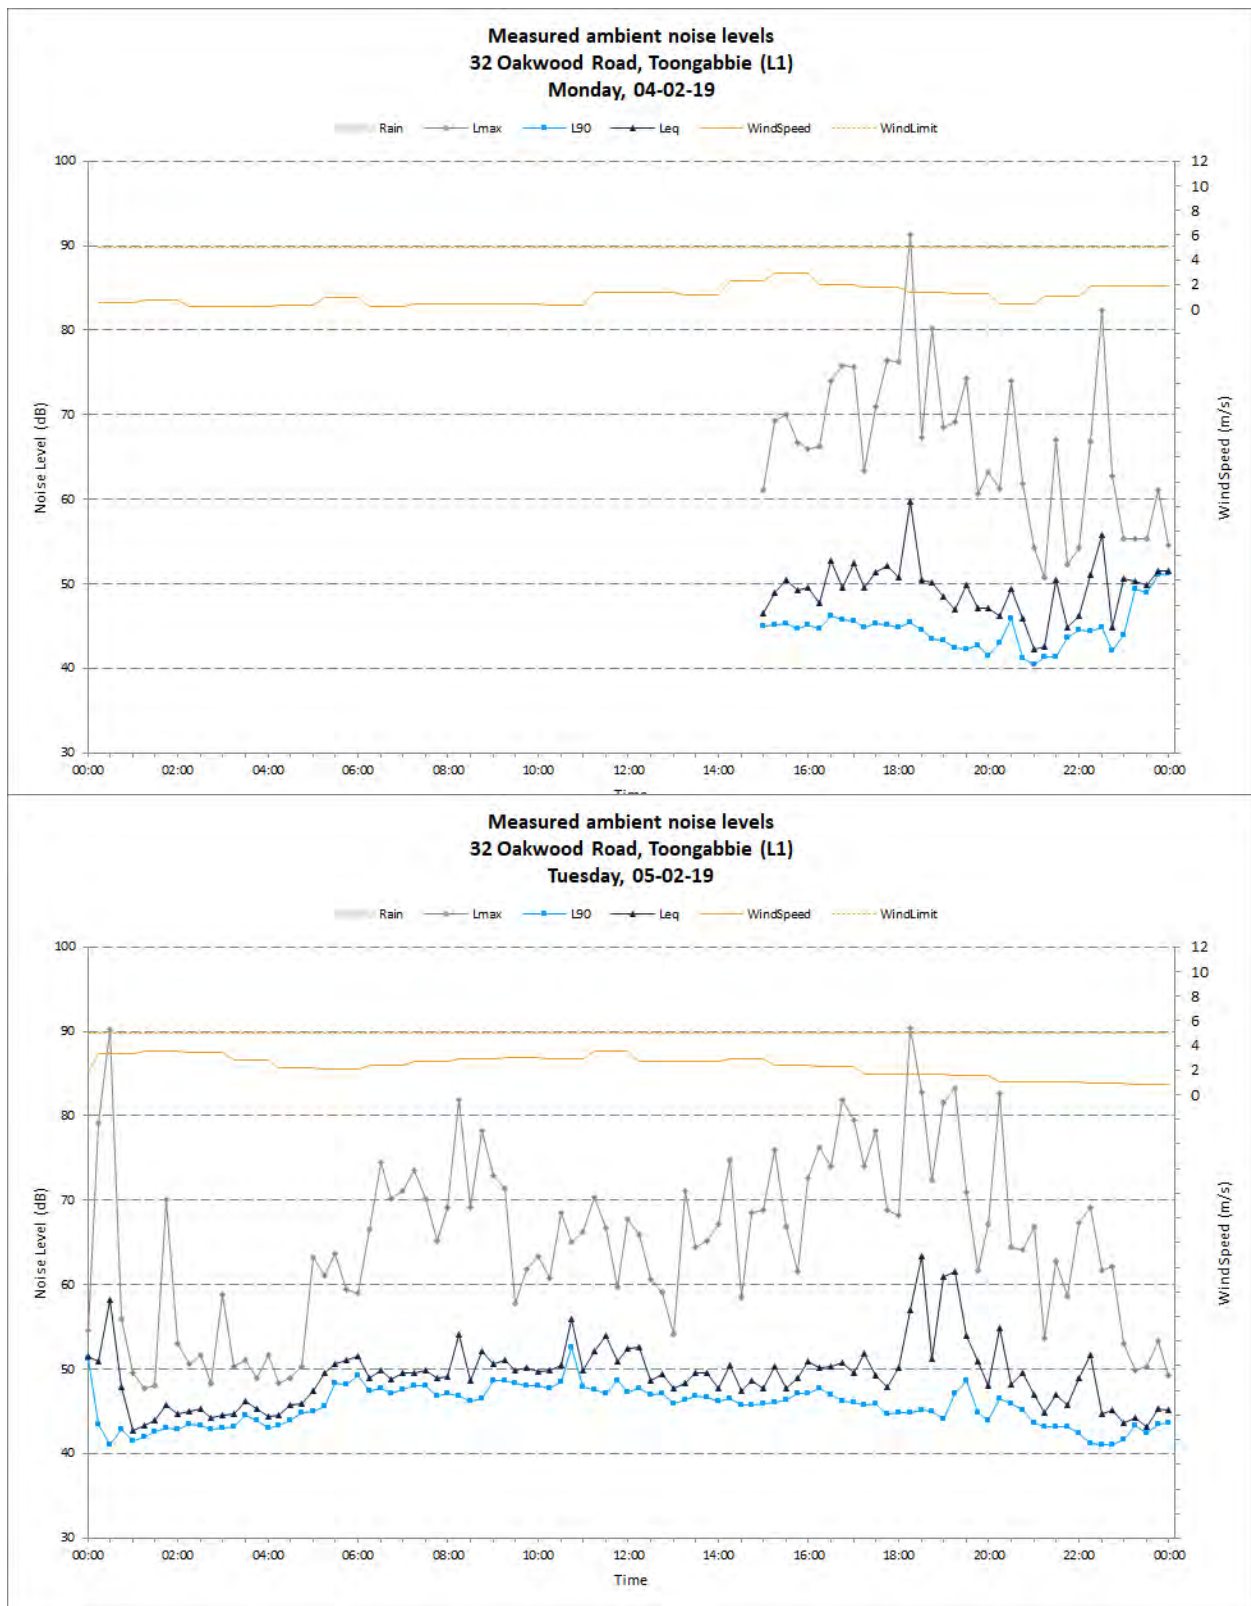 Measured ambient noise levels
32 Oakwood Road, Toongabbie (L1)
Monday, 04-02-19
Rain Lmax L90 Leq WindSpeed WindLimit
100
90
80
70
60
50
40
30
Noise Level (dB)
12
10
8
6
4
2
0
WindSpeed (m/s)
00:00 02:00 04:00 06:00 08:00 10:00 12:00 14:00 16:00 18:00 20:00 22:00 00:00
Time
Measured ambient noise levels
32 Oakwood Road, Toongabbie (L1)
Tuesday, 05-02-19
Rain Lmax L90 Leq WindSpeed WindLimit
100
90
80
70
60
50
40
30
Noise Level (dB)
12
10
8
6
4
2
0
WindSpeed (m/s)
00:00 02:00 04:00 06:00 08:00 10:00 12:00 14:00 16:00 18:00 20:00 22:00 00:00
Time